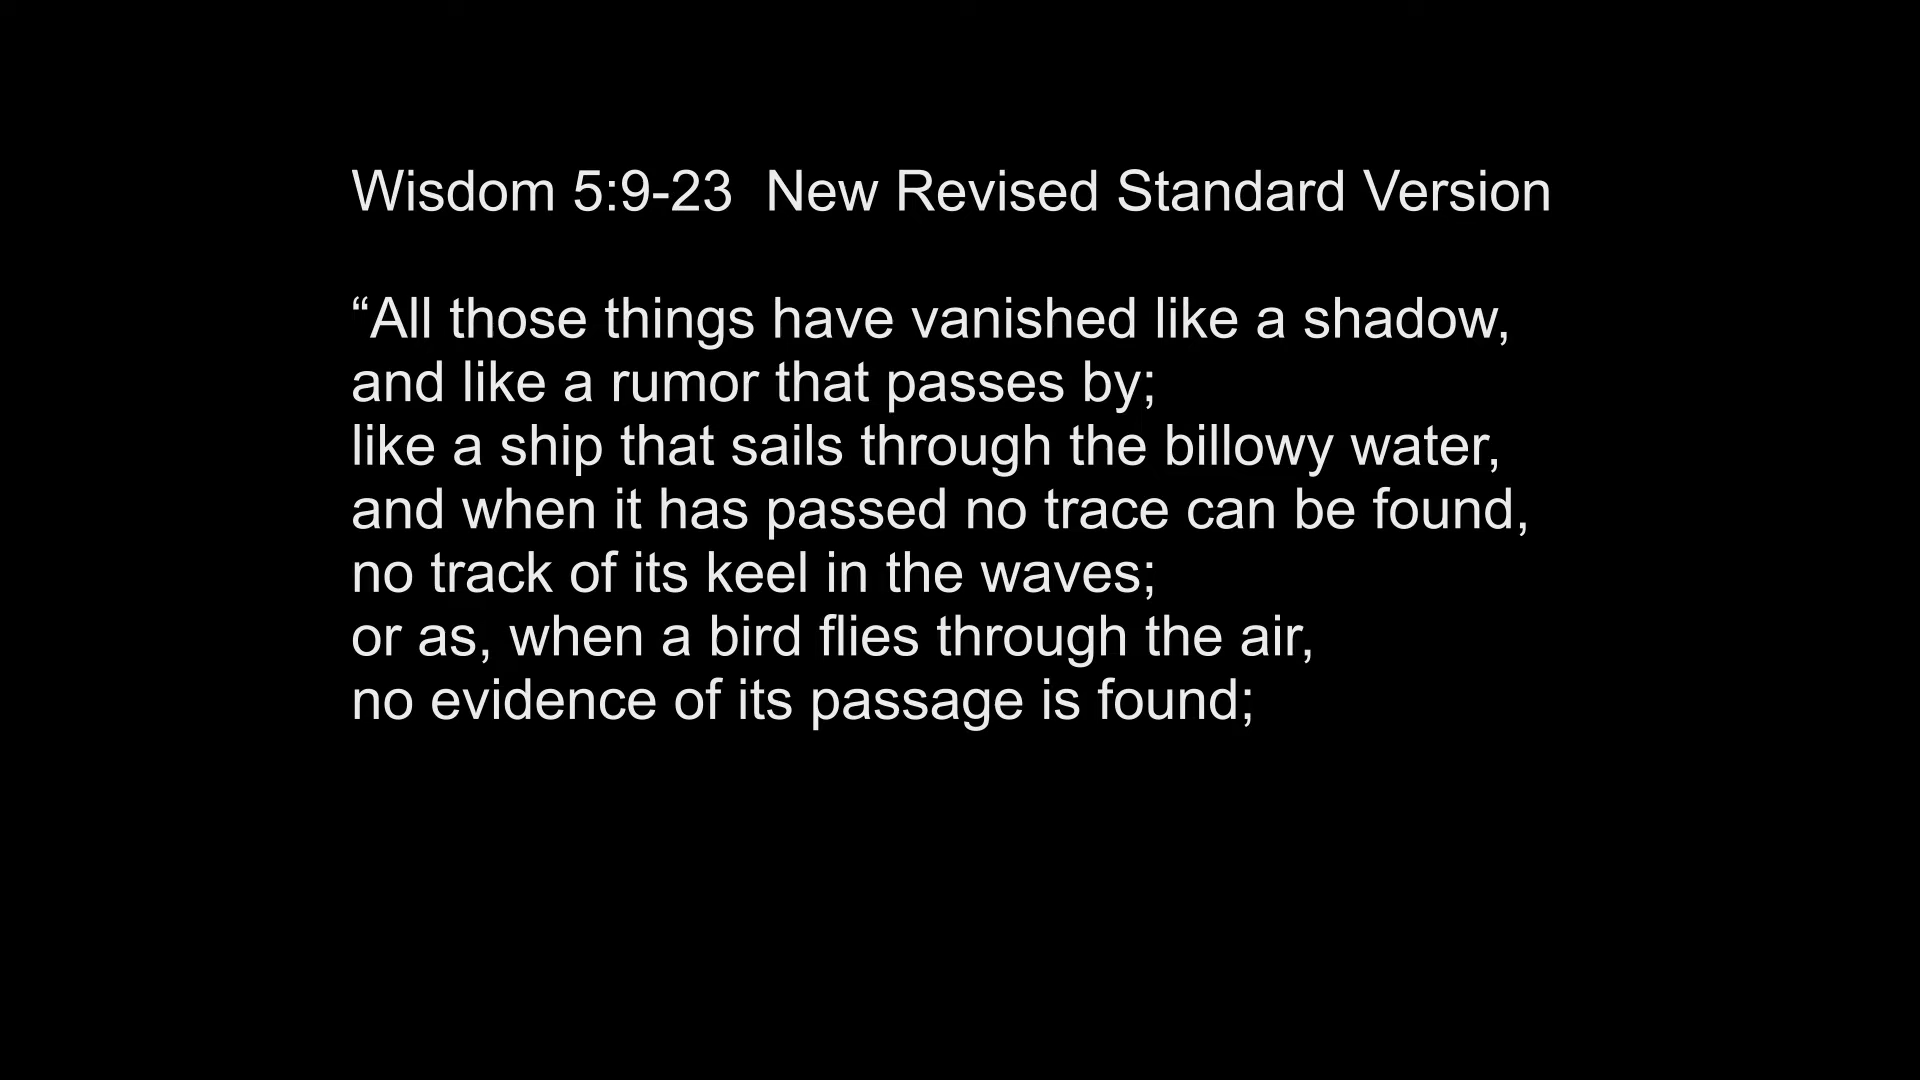 Wisdom 5:9-23  New Revised Standard Version
“All those things have vanished like a shadow,
and like a rumor that passes by;
like a ship that sails through the billowy water,
and when it has passed no trace can be found,
no track of its keel in the waves;
or as, when a bird flies through the air,
no evidence of its passage is found;